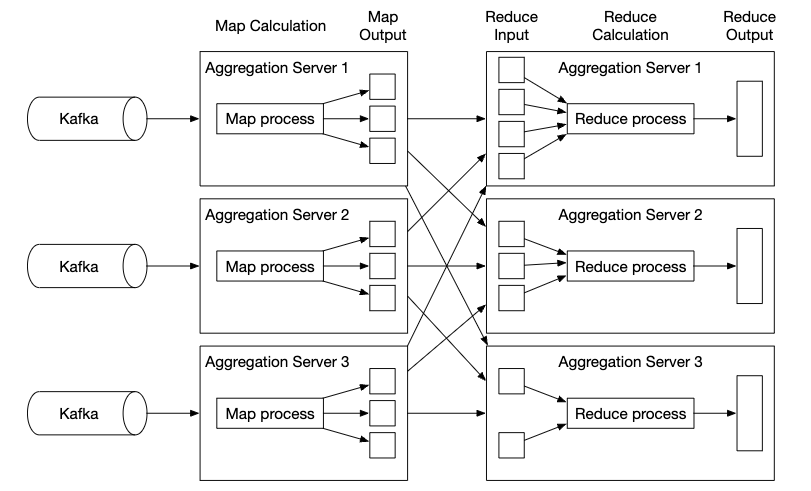 Map Calculation
Map
Output
Reduce
Input
Reduce
Calculation
Reduce
Output
Aggregation Server 1
Kafka
Map process
Aggregation Server 1
Reduce process
Aggregation Server 2
Kafka
Map process
Aggregation Server 2
Reduce process
Aggregation Server 3
Kafka
Map process
Aggregation Server 3
Reduce process